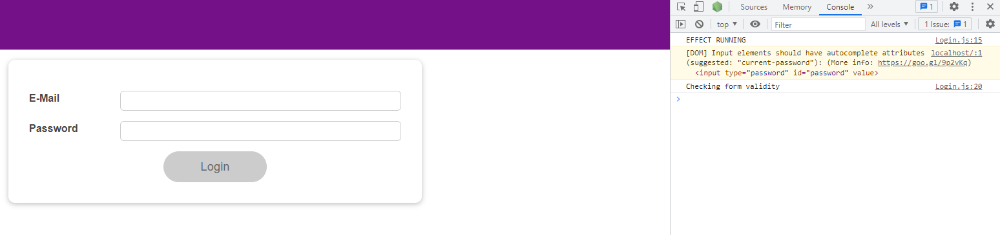 E-Mail
Password
Login
Sources Memory Console 1
top Filter All levels 1 Issue: 1
EFFECT RUNNING Login.js:15
[DOM] Input elements should have autocomplete attributes localhost/:1
(suggested: "current-password"): (More info: https://goo.gl/9p2vKq)
<input type="password" id="password" value>
Checking form validity Login.js:20